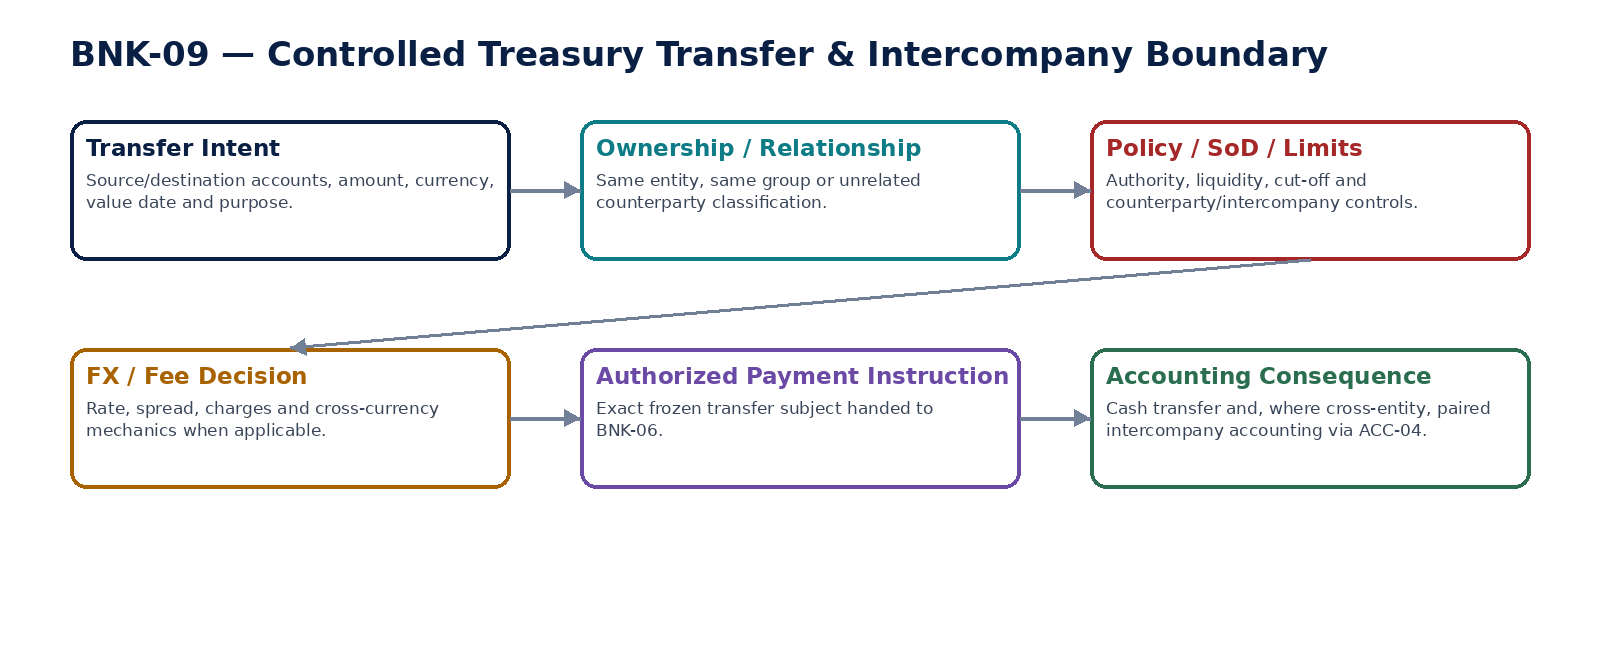 BNK-09 — Controlled Treasury Transfer & Intercompany Boundary
Transfer Intent
Source/destination accounts, amount, currency,
value date and purpose.
Ownership / Relationship
Same entity, same group or unrelated
counterparty classification.
Policy / SoD / Limits
Authority, liquidity, cut-off and
counterparty/intercompany controls.
FX / Fee Decision
Rate, spread, charges and cross-currency
mechanics when applicable.
Authorized Payment Instruction
Exact frozen transfer subject handed to
BNK-06.
Accounting Consequence
Cash transfer and, where cross-entity, paired
intercompany accounting via ACC-04.